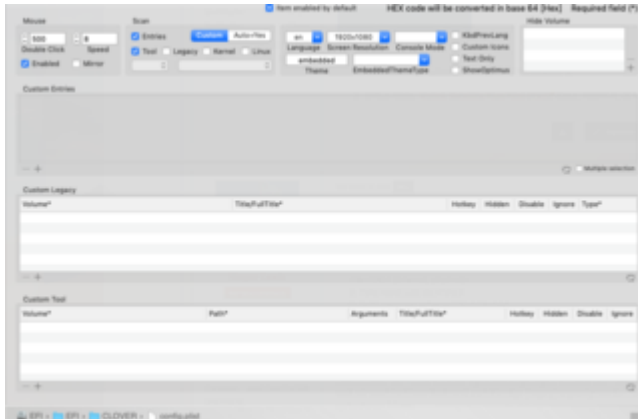 Item enabled by default HEX code will be converted in base 64 [Hex] Required field (*)
Mouse Scan Hide Volume
500 8 Entries Custom Auto+Yes en 1920x1080 KbdPrevLang
Double Click Speed Tool Legacy Kernel Linux Language Screen Resolution Console Mode Custom Icons
Enabled Mirror embedded Text Only
Theme EmbeddedThemeType ShowOptimus
Custom Entries
- + Multiple selection
Custom Legacy
Volume* Title/FullTitle* Hotkey Hidden Disable Ignore Type*
- +
Custom Tool
Volume* Path* Arguments Title/FullTitle* Hotkey Hidden Disable Ignore
- +
EFI EFI CLOVER config.plist